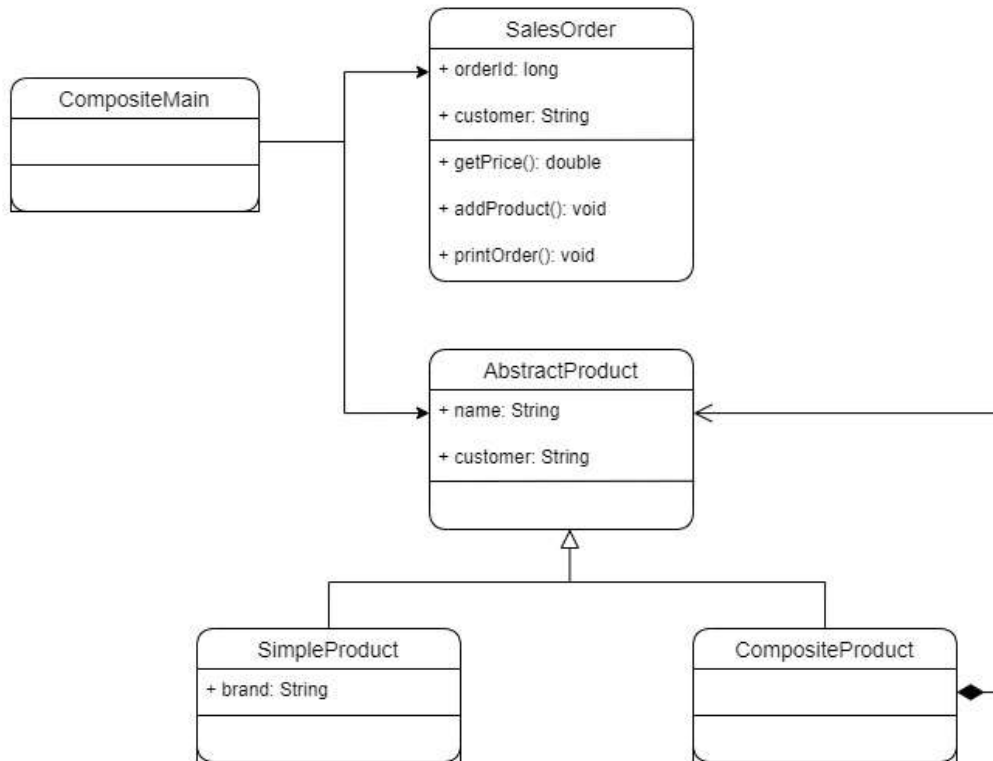 SalesOrder
+ orderId: long
+ customer: String
+ getPrice(): double
+ addProduct(): void
+ printOrder(): void
CompositeMain
AbstractProduct
+ name: String
+ customer: String
SimpleProduct
+ brand: String
CompositeProduct